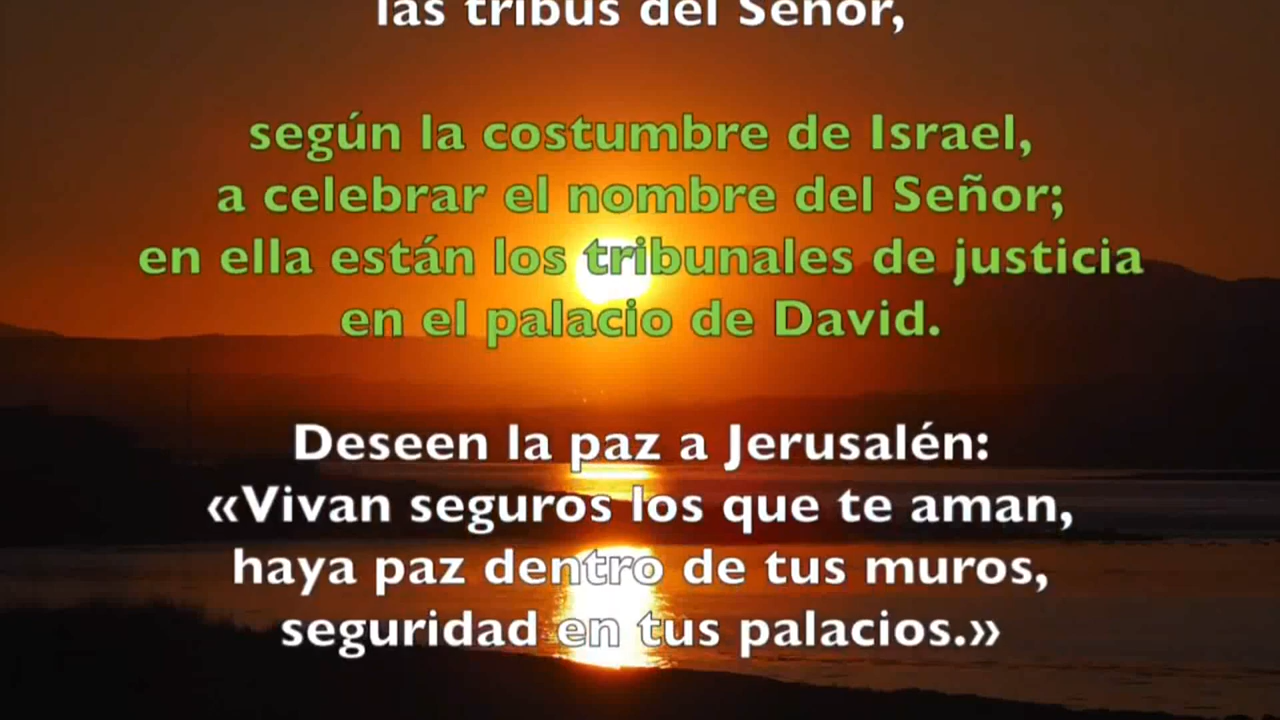 las tribus del Señor,
según la costumbre de Israel,
a celebrar el nombre del Señor;
en ella están los tribunales de justicia
en el palacio de David.
Deseen la paz a Jerusalén:
«Vivan seguros los que te aman,
haya paz dentro de tus muros,
seguridad en tus palacios.»